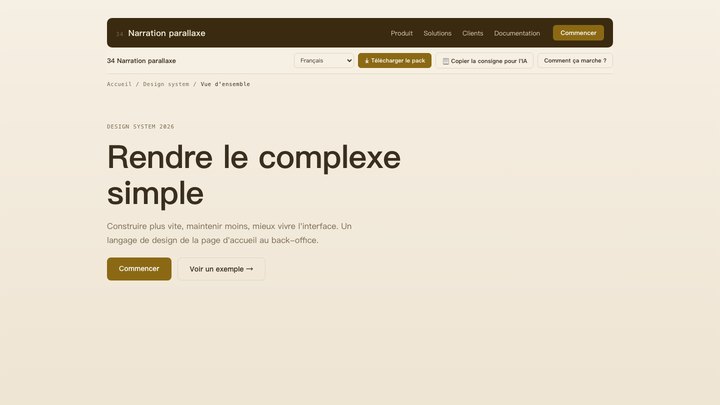 34 Narration parallaxe
Produit Solutions Clients Documentation Commencer
34 Narration parallaxe
Français Télécharger le pack Copier la consigne pour l'IA Comment ça marche ?
Accueil / Design system / Vue d'ensemble
DESIGN SYSTEM 2026
Rendre le complexe
simple
Construire plus vite, maintenir moins, mieux vivre l'interface. Un
langage de design de la page d'accueil au back-office.
Commencer Voir un exemple →